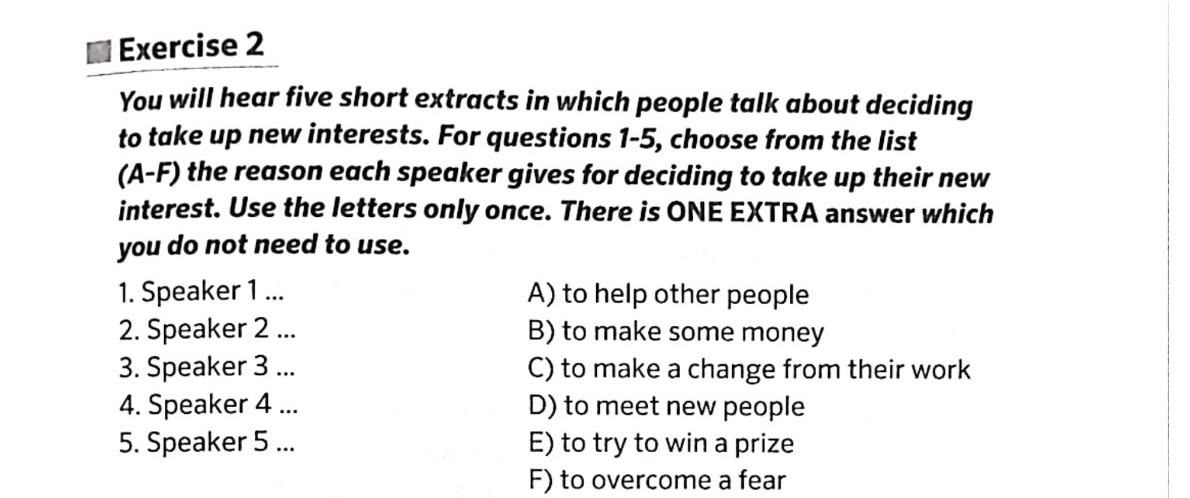 Exercise 2
You will hear five short extracts in which people talk about deciding
to take up new interests. For questions 1-5, choose from the list
(A-F) the reason each speaker gives for deciding to take up their new
interest. Use the letters only once. There is ONE EXTRA answer which
you do not need to use.
1. Speaker 1 ...
2. Speaker 2 ...
3. Speaker 3 ...
4. Speaker 4 ...
5. Speaker 5 ...
A) to help other people
B) to make some money
C) to make a change from their work
D) to meet new people
E) to try to win a prize
F) to overcome a fear